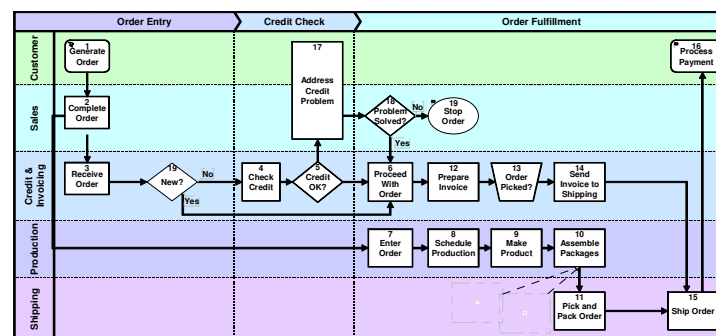 Order Entry
Credit Check
Order Fulfillment
Customer
Sales
Credit &
Invoicing
Production
Shipping
1
Generate
Order
17
Address
Credit
Problem
16
Process
Payment
2
Complete
Order
18
Problem
Solved?
No
19
Stop
Order
Yes
3
Receive
Order
19
New?
No
Yes
4
Check
Credit
5
Credit
OK?
6
Proceed
With
Order
12
Prepare
Invoice
13
Order
Picked?
14
Send
Invoice to
Shipping
7
Enter
Order
8
Schedule
Production
9
Make
Product
10
Assemble
Packages
11
Pick and
Pack Order
15
Ship Order